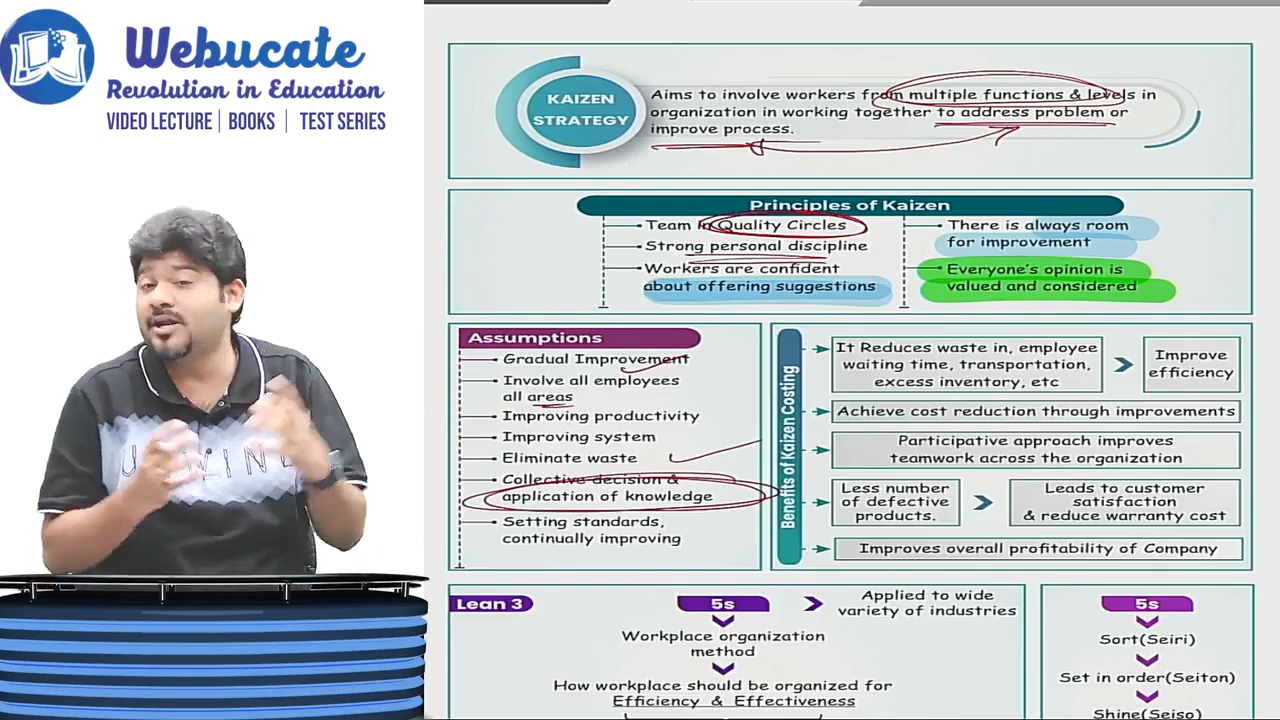 Webucate
Revolution in Education
VIDEO LECTURE | BOOKS | TEST SERIES
KAIZEN
STRATEGY
Aims to involve workers from multiple functions & levels in
organization in working together to address problem or
improve process.
Principles of Kaizen
Team in Quality Circles
Strong personal discipline
Workers are confident
about offering suggestions
There is always room
for improvement
Everyone's opinion is
valued and considered
Assumptions
Gradual Improvement
Involve all employees
all areas
Improving productivity
Improving system
Eliminate waste
Collective decision &
application of knowledge
Setting standards,
continually improving
Benefits of Kaizen Costing
It Reduces waste in, employee
waiting time, transportation,
excess inventory, etc
Improve
efficiency
Achieve cost reduction through improvements
Participative approach improves
teamwork across the organization
Less number
of defective
products.
Leads to customer
satisfaction
& reduce warranty cost
Improves overall profitability of Company
Lean 3
5s
Applied to wide
variety of industries
Workplace organization
method
How workplace should be organized for
Efficiency & Effectiveness
5s
Sort(Seiri)
Set in order(Seiton)
Shine(Seiso)